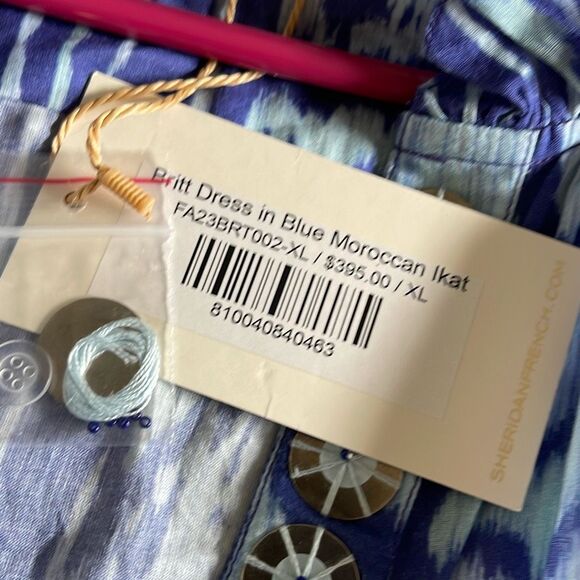 Britt Dress in Blue Moroccan Ikat
FA23BRT002-XL / $395.00 / XL
810040840463
SHERIDANFRENCH.COM